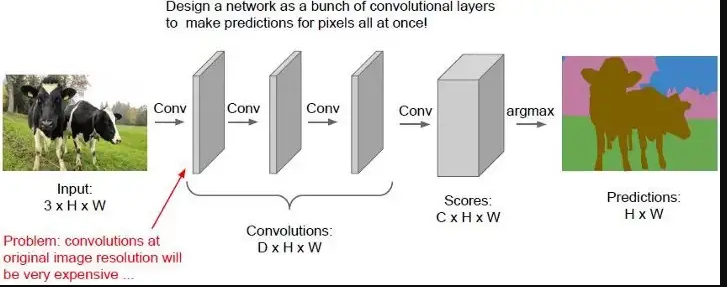 Design a network as a bunch of convolutional layers
to make predictions for pixels all at once!
Conv
Conv
Conv
Conv
argmax
Input:
3 x H x W
Convolutions:
D x H x W
Scores:
C x H x W
Predictions:
H x W
Problem: convolutions at
original image resolution will
be very expensive ...